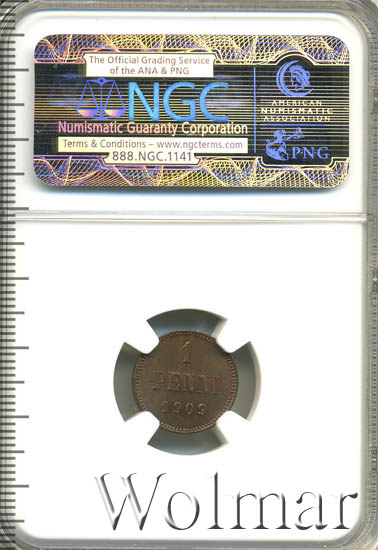 The Official Grading Service
of the ANA & PNG
NGC
Numismatic Guaranty Corporation
Terms & Conditions – www.ngcterms.com
888.NGC.1141
AMERICAN
NUMISMATIC
ASSOCIATION
PNG
1
PENNI
1909
Wolmar